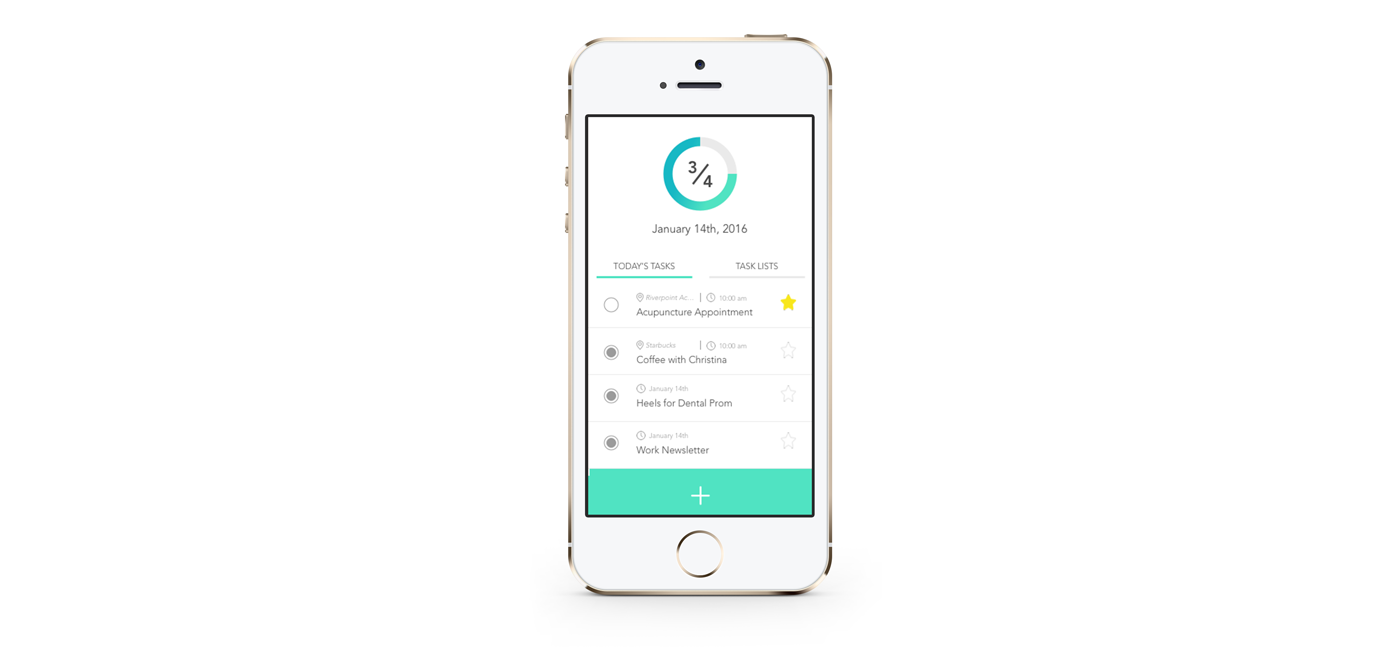 3/4
January 14th, 2016
TODAY'S TASKS TASK LISTS
Riverpoint Ac... | 10:00 am
Acupuncture Appointment
Starbucks | 10:00 am
Coffee with Christina
January 14th
Heels for Dental Prom
January 14th
Work Newsletter
+